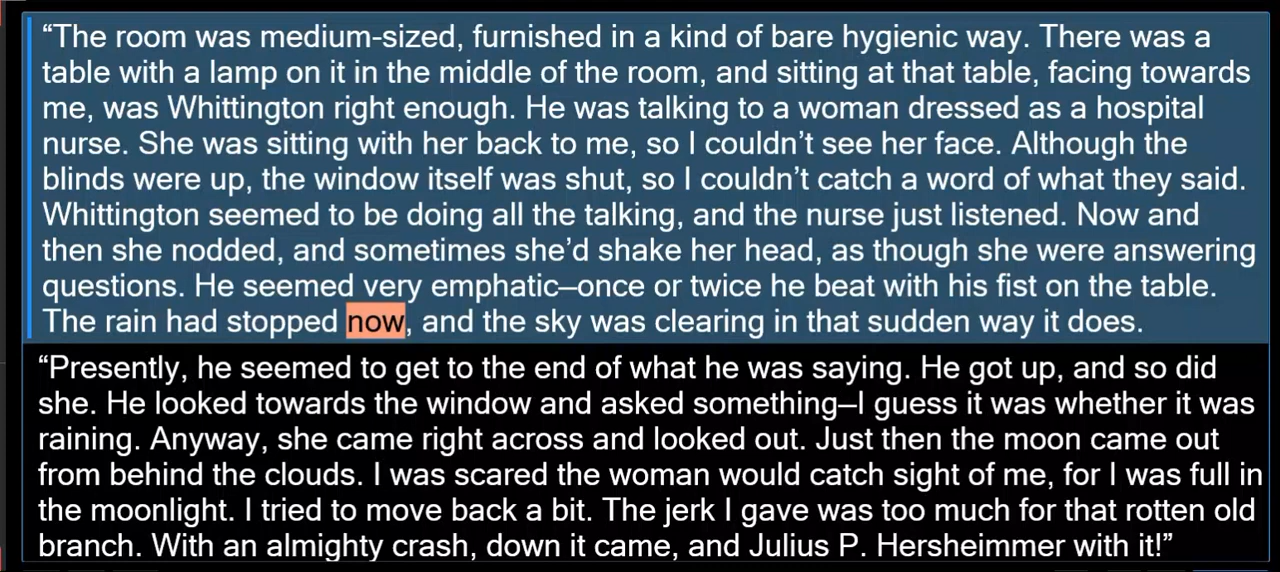 “The room was medium-sized, furnished in a kind of bare hygienic way. There was a
table with a lamp on it in the middle of the room, and sitting at that table, facing towards
me, was Whittington right enough. He was talking to a woman dressed as a hospital
nurse. She was sitting with her back to me, so I couldn’t see her face. Although the
blinds were up, the window itself was shut, so I couldn’t catch a word of what they said.
Whittington seemed to be doing all the talking, and the nurse just listened. Now and
then she nodded, and sometimes she’d shake her head, as though she were answering
questions. He seemed very emphatic—once or twice he beat with his fist on the table.
The rain had stopped now, and the sky was clearing in that sudden way it does.
“Presently, he seemed to get to the end of what he was saying. He got up, and so did
she. He looked towards the window and asked something—I guess it was whether it was
raining. Anyway, she came right across and looked out. Just then the moon came out
from behind the clouds. I was scared the woman would catch sight of me, for I was full in
the moonlight. I tried to move back a bit. The jerk I gave was too much for that rotten old
branch. With an almighty crash, down it came, and Julius P. Hersheimmer with it!”